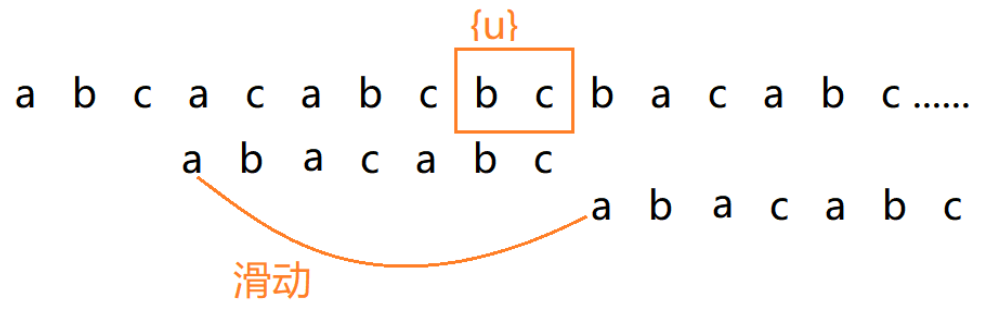 {u}
a b c a c a b c b c b a c a b c ......
a b a c a b c
a b a c a b c
滑动